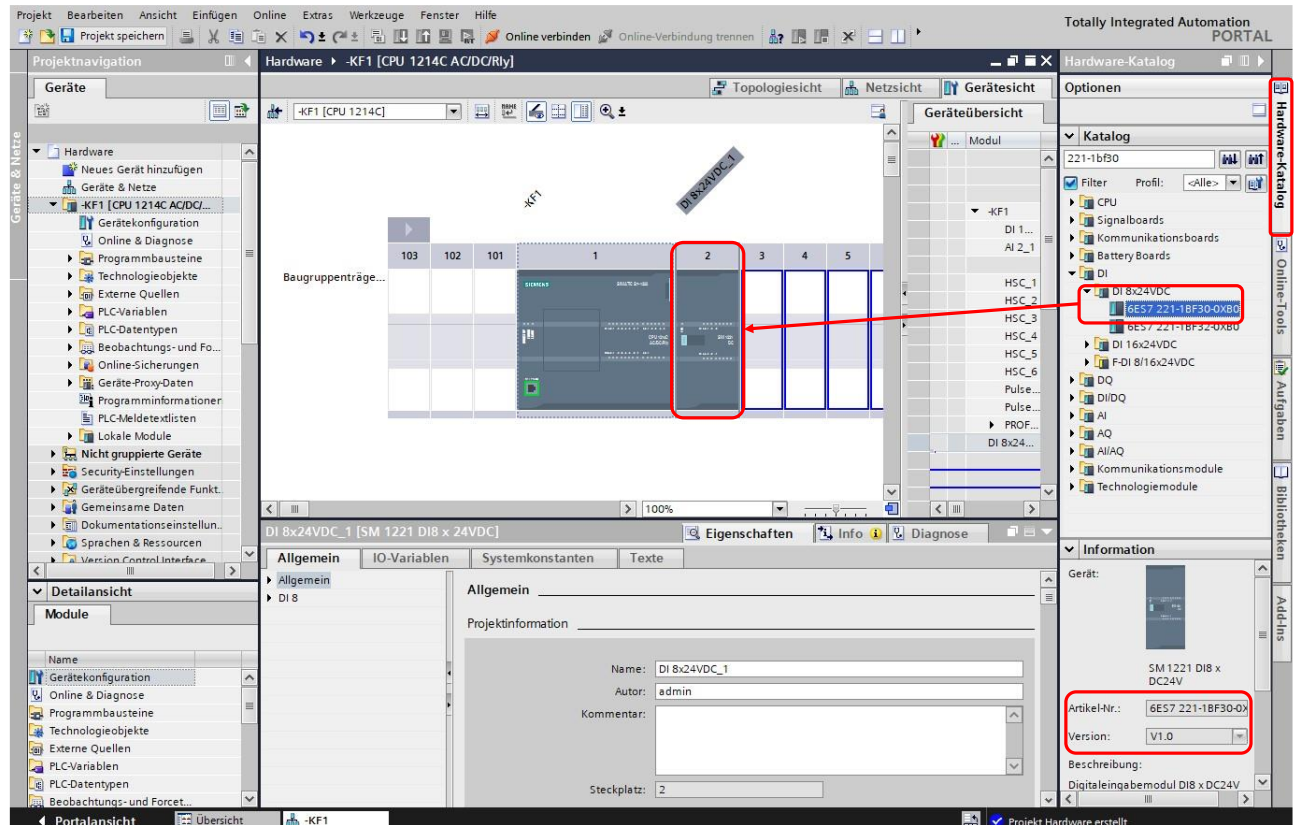 Projekt Bearbeiten Ansicht Einfügen Online Extras Werkzeuge Fenster Hilfe
Totally Integrated Automation
PORTAL
Projekt speichern
Online verbinden
Online-Verbindung trennen
Projektnavigation
Hardware ▸ -KF1 [CPU 1214C AC/DC/Rly]
Hardware-Katalog
Geräte
Topologiesicht
Netzsicht
Gerätesicht
Optionen
-KF1 [CPU 1214C]
Geräteübersicht
Geräte & Netze
Hardware
Neues Gerät hinzufügen
Geräte & Netze
-KF1 [CPU 1214C AC/DC/...
Gerätekonfiguration
Online & Diagnose
Programmbausteine
Technologieobjekte
Externe Quellen
PLC-Variablen
PLC-Datentypen
Beobachtungs- und Fo...
Online-Sicherungen
Geräte-Proxy-Daten
Programminformationen
PLC-Meldetextlisten
Lokale Module
Nicht gruppierte Geräte
Security-Einstellungen
Geräteübergreifende Funkt.
Gemeinsame Daten
Dokumentationseinstellun..
Sprachen & Ressourcen
Version Control Interface
-KF1
DI 8x24VDC_1
103 102 101 1 2 3 4 5
Baugruppenträge...
SIEMENS
100%
... Modul
-KF1
DI 1...
AI 2_1
HSC_1
HSC_2
HSC_3
HSC_4
HSC_5
HSC_6
Pulse...
Pulse...
PROF...
DI 8x24...
Katalog
221-1bf30
Filter Profil: <Alle>
CPU
Signalboards
Kommunikationsboards
Battery Boards
DI
DI 8x24VDC
6ES7 221-1BF30-0XB0
6ES7 221-1BF32-0XB0
DI 16x24VDC
F-DI 8/16x24VDC
DQ
DI/DQ
AI
AQ
AI/AQ
Kommunikationsmodule
Technologiemodule
Hardware-Katalog
Online-Tools
Aufgaben
Bibliotheken
Add-Ins
DI 8x24VDC_1 [SM 1221 DI8 x 24VDC]
Eigenschaften
Info
Diagnose
Allgemein
IO-Variablen
Systemkonstanten
Texte
Allgemein
DI 8
Allgemein
Projektinformation
Name: DI 8x24VDC_1
Autor: admin
Kommentar:
Steckplatz: 2
Information
Gerät:
SM 1221 DI8 x
DC24V
Artikel-Nr.: 6ES7 221-1BF30-0X
Version: V1.0
Beschreibung:
Digitaleingabemodul DI8 x DC24V
Detailansicht
Module
Name
Gerätekonfiguration
Online & Diagnose
Programmbausteine
Technologieobjekte
Externe Quellen
PLC-Variablen
PLC-Datentypen
Beobachtungs- und Forcet...
Portalansicht
Übersicht
-KF1
Projekt Hardware erstellt